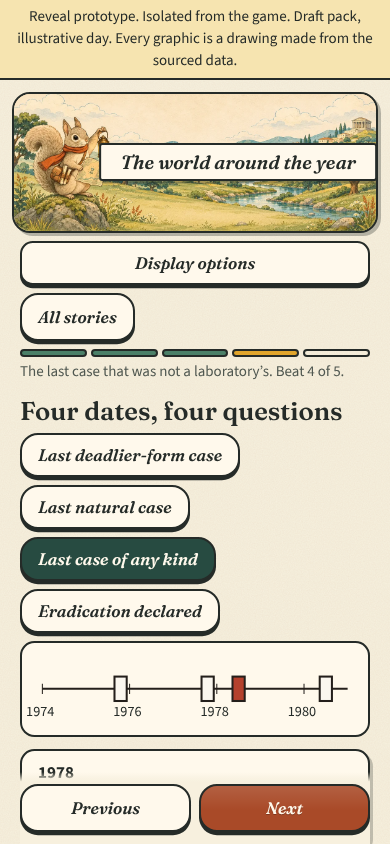 Reveal prototype. Isolated from the game. Draft pack,
illustrative day. Every graphic is a drawing made from the
sourced data.
The world around the year
Display options
All stories
The last case that was not a laboratory’s. Beat 4 of 5.
Four dates, four questions
Last deadlier-form case
Last natural case
Last case of any kind
Eradication declared
1974 1976 1978 1980
1978
Previous Next